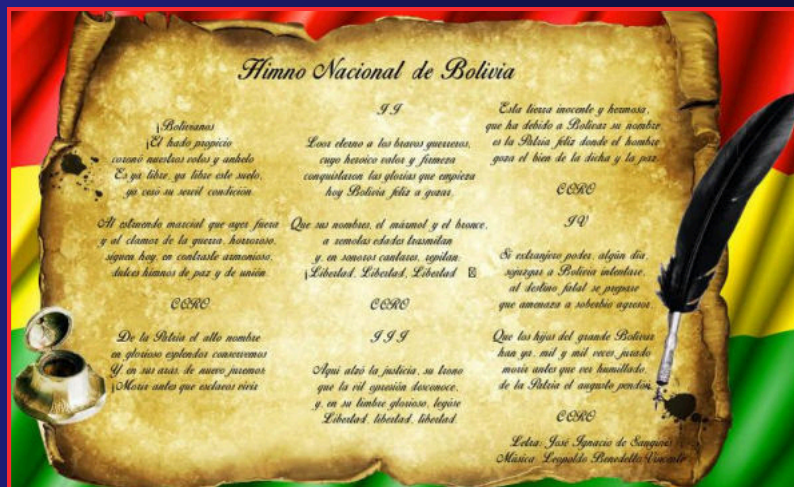 Himno Nacional de Bolivia
¡Bolivianos
¡El hado propicio
coronó nuestros votos y anhelo
Es ya libre, ya libre este suelo,
ya cesó su servil condición.
Al estruendo marcial que ayer fuera
y al clamor de la guerra, horroroso,
siguen hoy, en contraste armonioso,
dulces himnos de paz y de unión.
CORO
De la Patria el alto nombre
en glorioso esplendor conservemos
Y, en sus aras, de nuevo juremos
¡Morir antes que esclavos vivir
II
Loor eterno a los bravos guerreros,
cuyo heroico valor y firmeza
conquistaron las glorias que empieza
hoy Bolivia feliz a gozar.
Que sus nombres, el mármol y el bronce,
a remotas edades trasmitan
y, en sonoros cantares, repitan:
¡Libertad, Libertad, Libertad
CORO
III
Aquí alzó la justicia, su trono
que la vil opresión desconoce,
y, en su timbre glorioso, legóse
Libertad, libertad, libertad.
Esta tierra inocente y hermosa,
que ha debido a Bolívar su nombre
es la Patria feliz donde el hombre
goza el bien de la dicha y la paz.
CORO
IV
Si extranjero poder, algún día,
sojuzgar a Bolivia intentare,
al destino fatal se prepare
que amenaza a soberbio agresor.
Que los hijos del grande Bolívar
han ya, mil y mil veces, jurado
morir antes que ver humillado,
de la Patria el augusto pendón.
CORO
Letra: José Ignacio de Sanginés
Música: Leopoldo Benedetto Vincenti